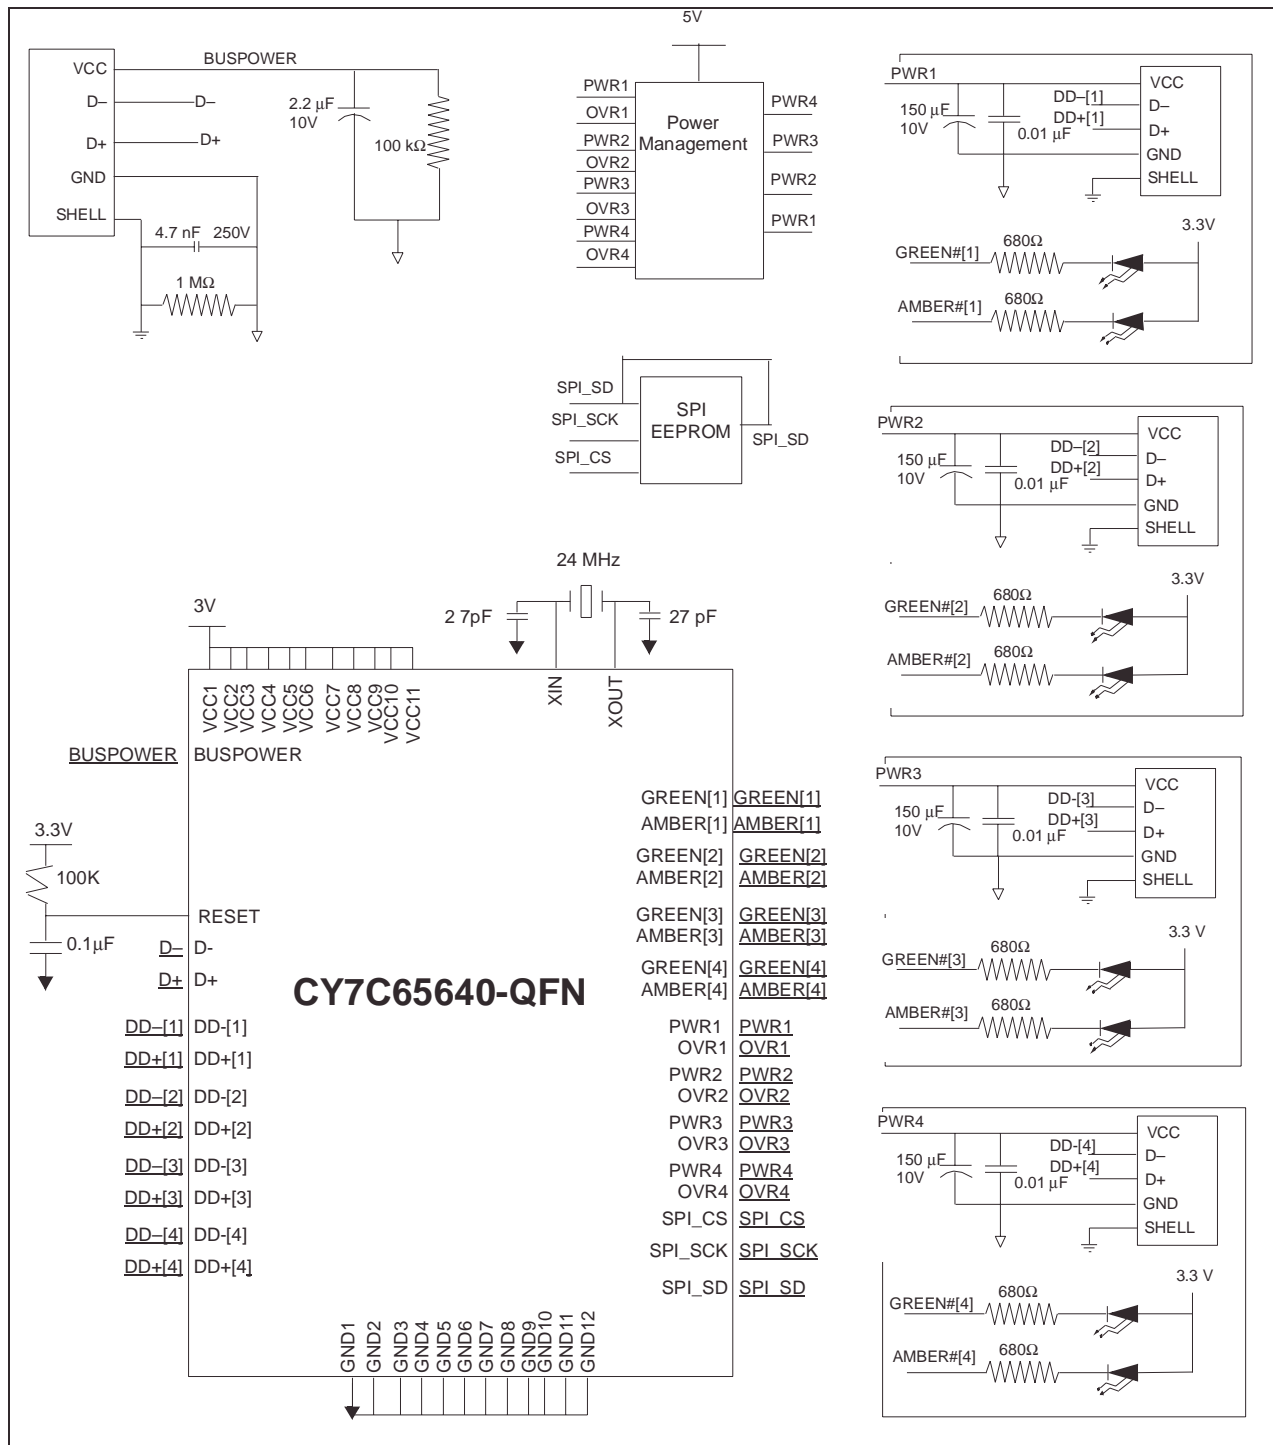 VCC
BUSPOWER
D–
D–
D+
D+
GND
SHELL
2.2 µF
10V
100 kΩ
4.7 nF 250V
1 MΩ
5V
PWR1
OVR1
PWR2
OVR2
PWR3
OVR3
PWR4
OVR4
Power
Management
PWR4
PWR3
PWR2
PWR1
SPI_SD
SPI_SCK
SPI_CS
SPI
EEPROM
SPI_SD
PWR1
150 µF
10V
0.01 µF
DD–[1]
DD+[1]
VCC
D–
D+
GND
SHELL
3.3V
GREEN#[1]
680Ω
AMBER#[1]
680Ω
PWR2
150 µF
10V
0.01 µF
DD–[2]
DD+[2]
VCC
D–
D+
GND
SHELL
3.3V
GREEN#[2]
680Ω
AMBER#[2]
680Ω
PWR3
150 µF
10V
0.01 µF
DD-[3]
DD+[3]
VCC
D–
D+
GND
SHELL
3.3 V
GREEN#[3]
680Ω
AMBER#[3]
680Ω
PWR4
150 µF
10V
0.01 µF
DD-[4]
DD+[4]
VCC
D–
D+
GND
SHELL
3.3 V
GREEN#[4]
680Ω
AMBER#[4]
680Ω
24 MHz
2 7pF
27 pF
3V
VCC1
VCC2
VCC3
VCC4
VCC5
VCC6
VCC7
VCC8
VCC9
VCC10
VCC11
XIN
XOUT
BUSPOWER BUSPOWER
3.3V
100K
RESET
0.1µF
D– D-
D+ D+
CY7C65640-QFN
DD–[1] DD-[1]
DD+[1] DD+[1]
DD–[2] DD-[2]
DD+[2] DD+[2]
DD–[3] DD-[3]
DD+[3] DD+[3]
DD–[4] DD-[4]
DD+[4] DD+[4]
GREEN[1] GREEN[1]
AMBER[1] AMBER[1]
GREEN[2] GREEN[2]
AMBER[2] AMBER[2]
GREEN[3] GREEN[3]
AMBER[3] AMBER[3]
GREEN[4] GREEN[4]
AMBER[4] AMBER[4]
PWR1 PWR1
OVR1 OVR1
PWR2 PWR2
OVR2 OVR2
PWR3 PWR3
OVR3 OVR3
PWR4 PWR4
OVR4 OVR4
SPI_CS SPI_CS
SPI_SCK SPI_SCK
SPI_SD SPI_SD
GND1
GND2
GND3
GND4
GND5
GND6
GND7
GND8
GND9
GND10
GND11
GND12